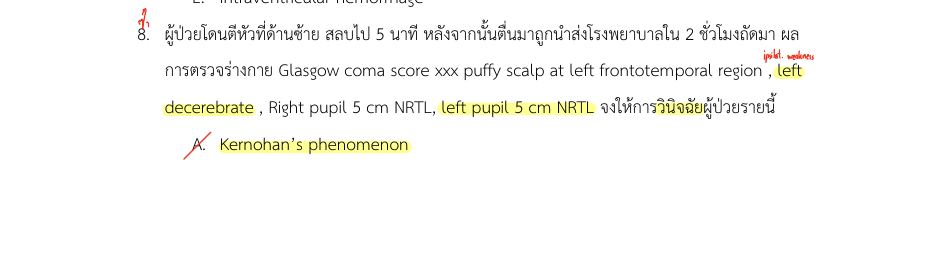 ซ้ำ
8. ผู้ป่วยโดนตีหัวที่ด้านซ้าย สลบไป 5 นาที หลังจากนั้นตื่นมาถูกนำส่งโรงพยาบาลใน 2 ชั่วโมงถัดมา ผล
ipsilat. weakness
การตรวจร่างกาย Glasgow coma score xxx puffy scalp at left frontotemporal region , left
decerebrate , Right pupil 5 cm NRTL, left pupil 5 cm NRTL จงให้การวินิจฉัยผู้ป่วยรายนี้
A. Kernohan’s phenomenon